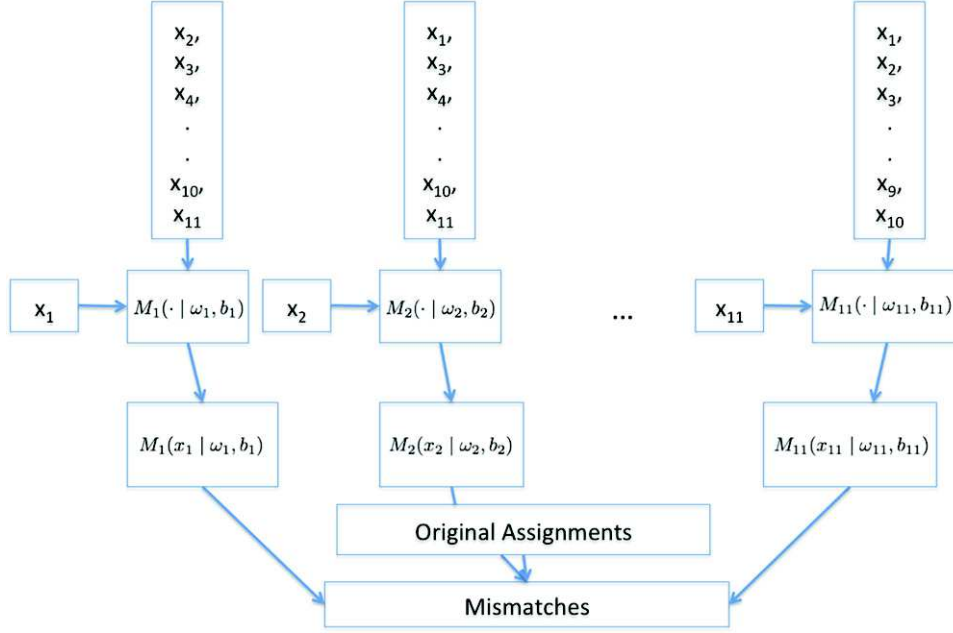 x₂,
x₃,
x₄,
.
.
x₁₀,
x₁₁
x₁,
x₃,
x₄,
.
.
x₁₀,
x₁₁
x₁,
x₂,
x₃,
.
.
x₉,
x₁₀
x₁
M₁(· | ω₁, b₁)
x₂
M₂(· | ω₂, b₂)
...
x₁₁
M₁₁(· | ω₁₁, b₁₁)
M₁(x₁ | ω₁, b₁)
M₂(x₂ | ω₂, b₂)
M₁₁(x₁₁ | ω₁₁, b₁₁)
Original Assignments
Mismatches